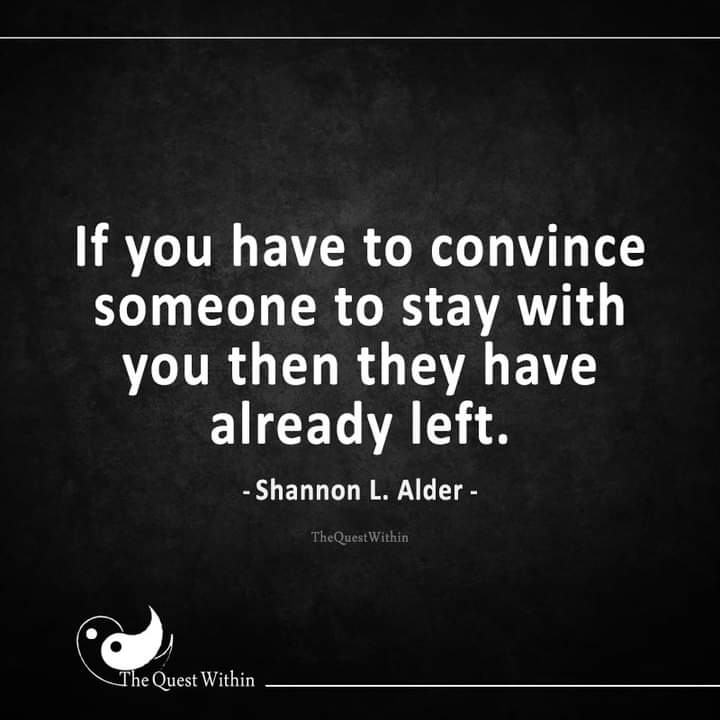 If you have to convince
someone to stay with
you then they have
already left.
- Shannon L. Alder -
TheQuestWithin
The Quest Within